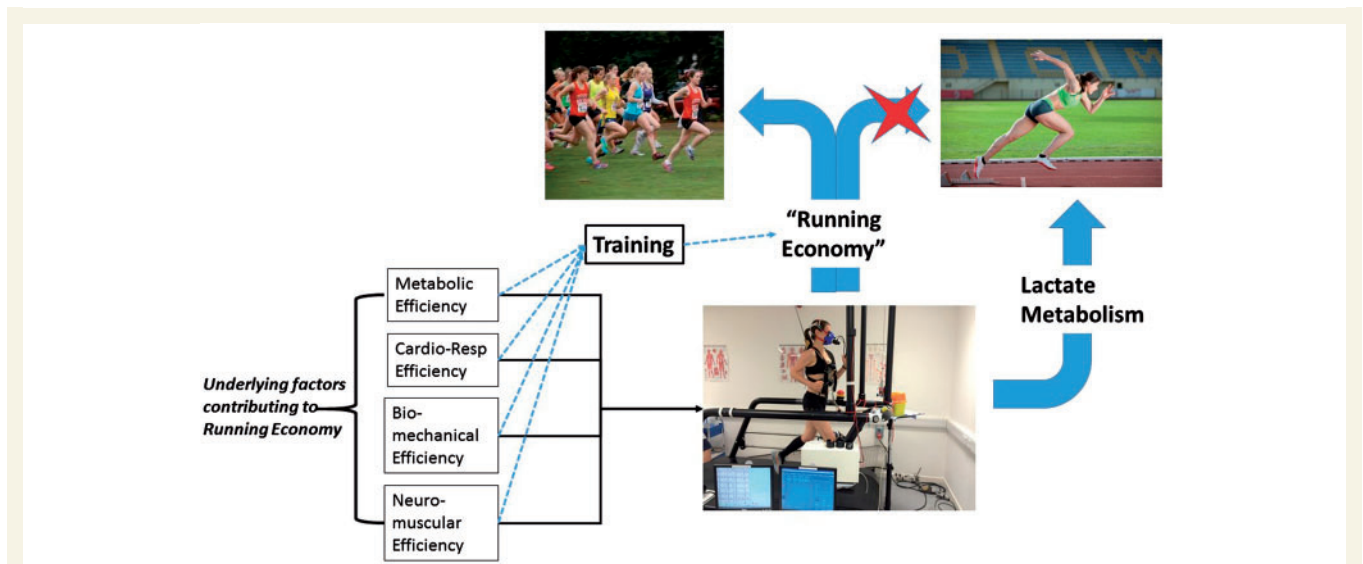 Training
"Running
Economy"
Metabolic
Efficiency
Cardio-Resp
Efficiency
Bio-
mechanical
Efficiency
Neuro-
muscular
Efficiency
Underlying factors
contributing to
Running Economy
Lactate
Metabolism